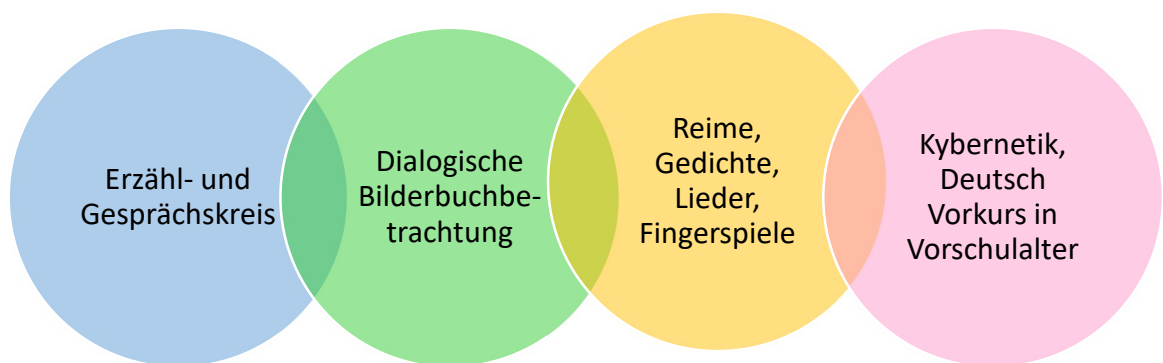 Erzähl- und
Gesprächskreis
Dialogische
Bilderbuchbe-
trachtung
Reime,
Gedichte,
Lieder,
Fingerspiele
Kybernetik,
Deutsch
Vorkurs in
Vorschulalter